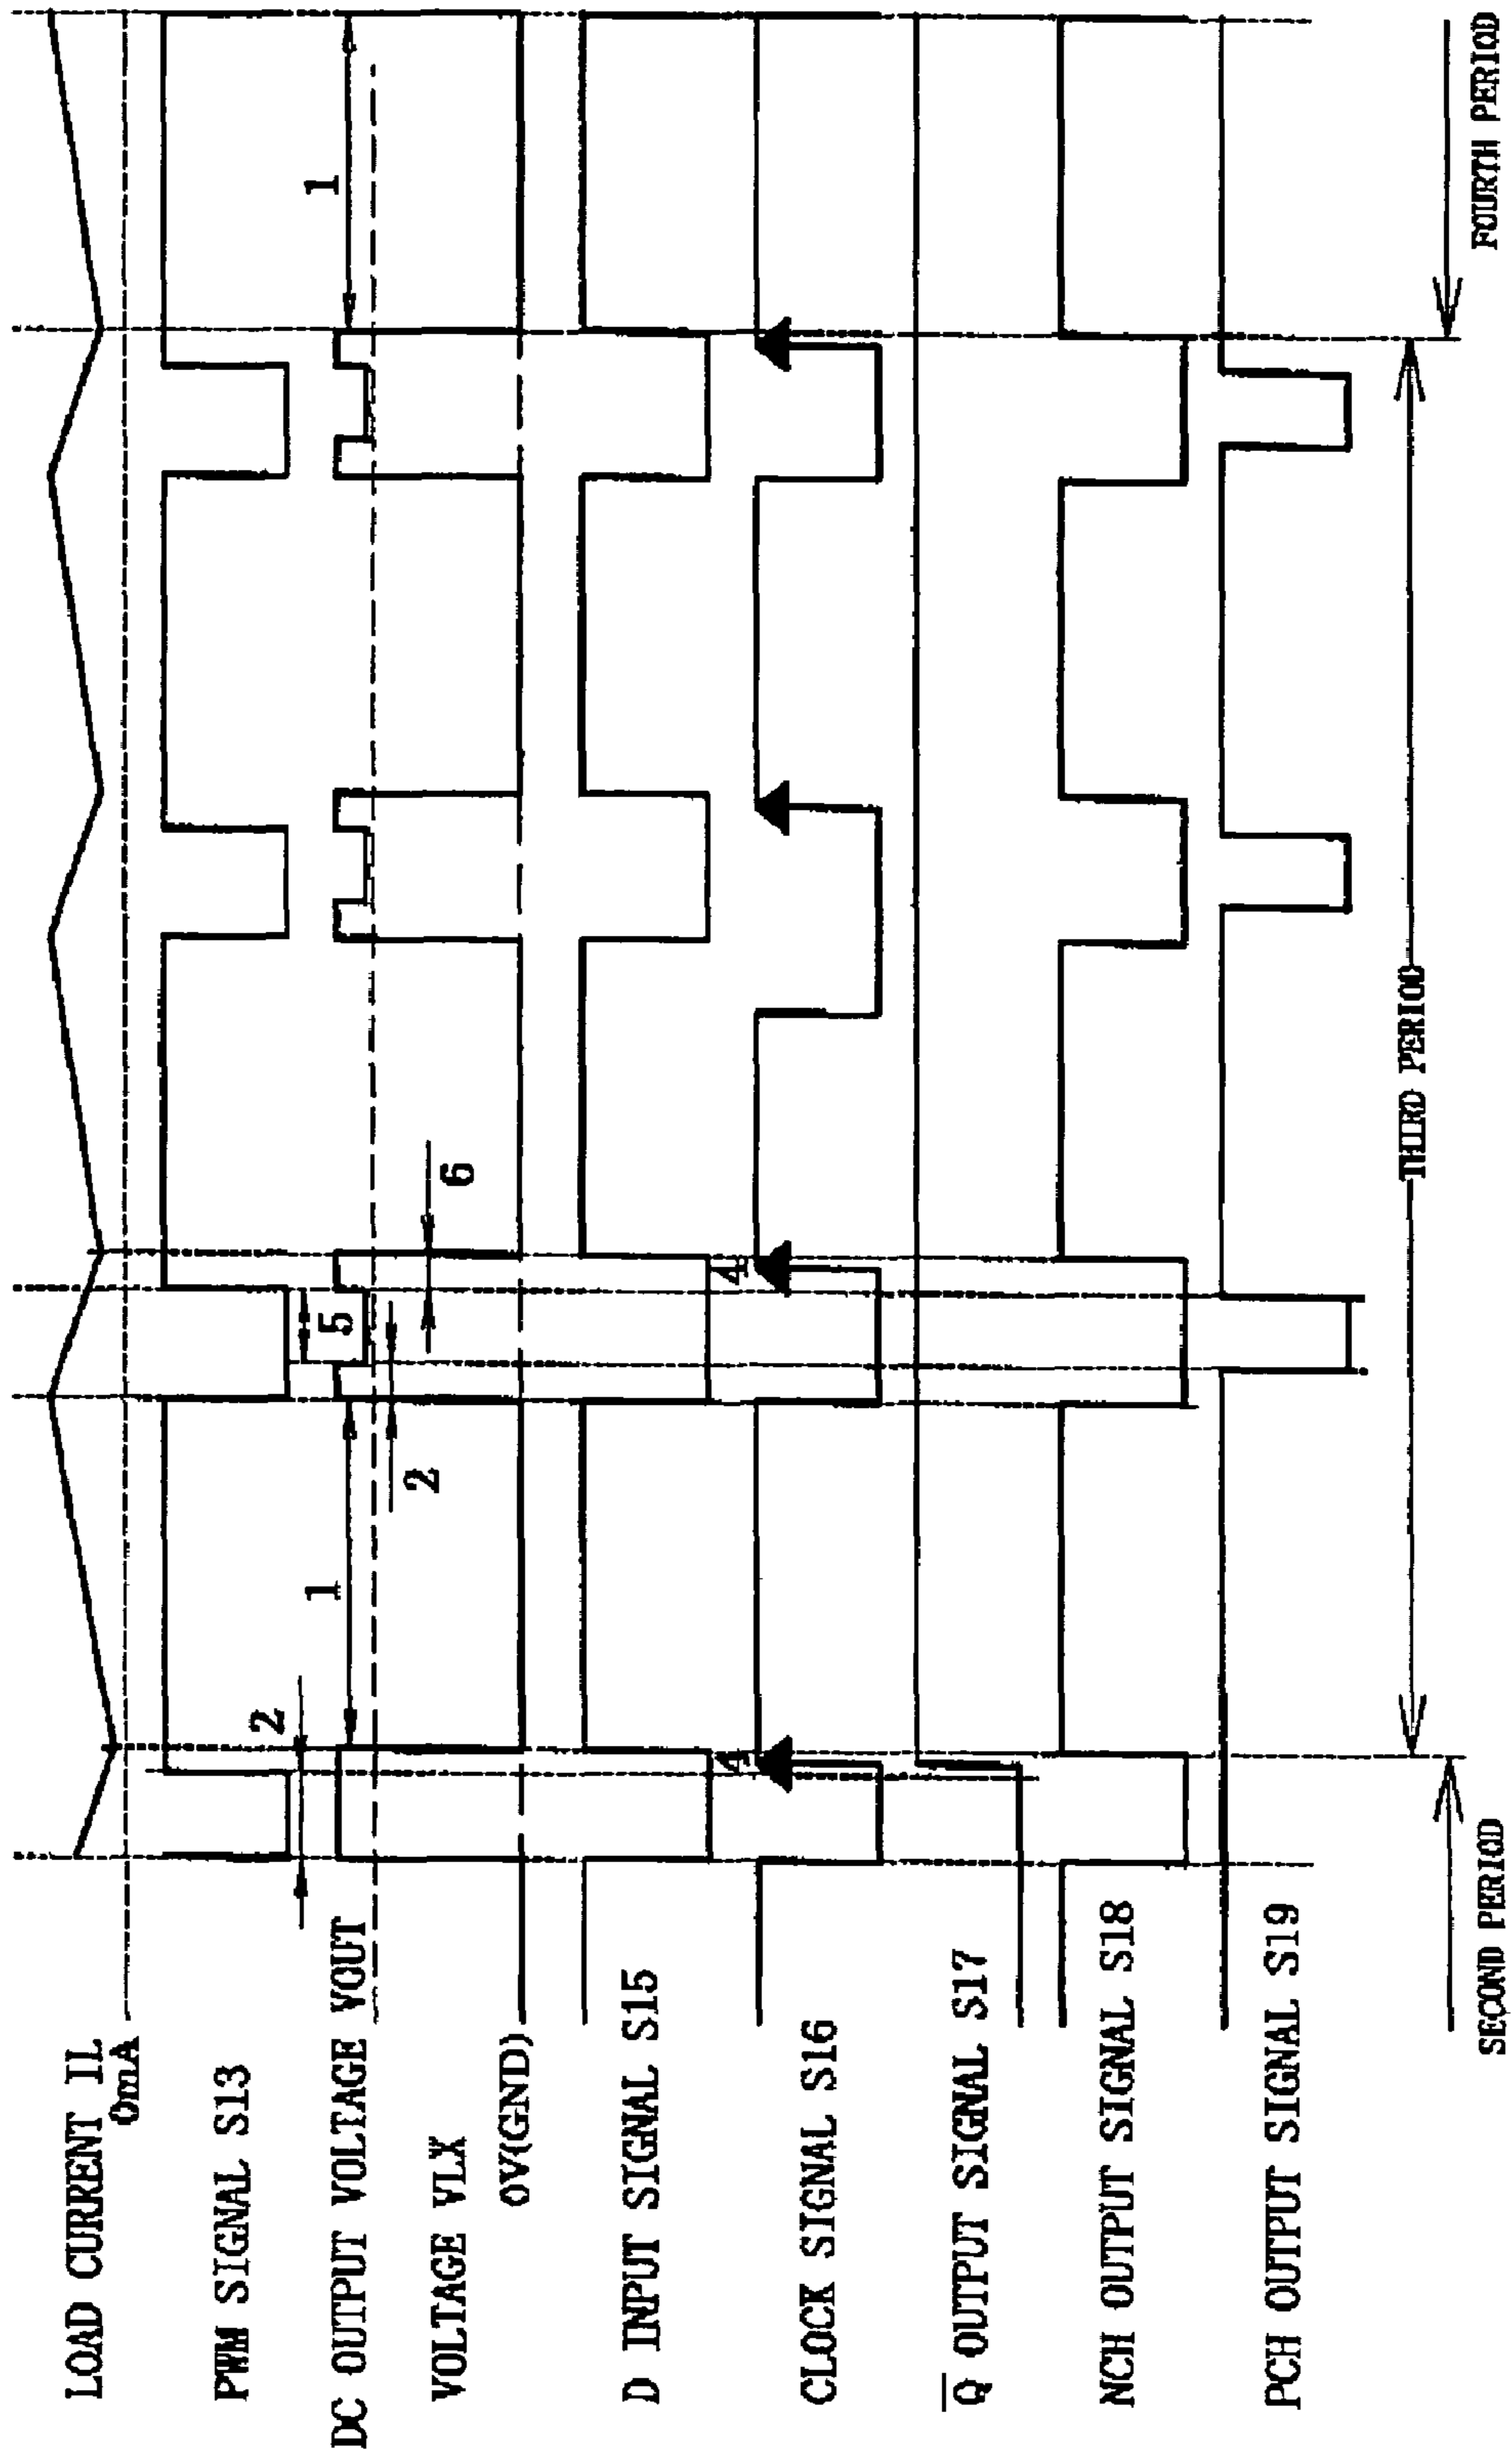 LOAD CURRENT IL
0mA
PWM SIGNAL S13
2
5
1
1
DC OUTPUT VOLTAGE VOUT
2
6
VOLTAGE VLX
0V(GND)
D INPUT SIGNAL S15
4
4
CLOCK SIGNAL S16
Q̅ OUTPUT SIGNAL S17
NCH OUTPUT SIGNAL S18
PCH OUTPUT SIGNAL S19
THIRD PERIOD
SECOND PERIOD
FOURTH PERIOD